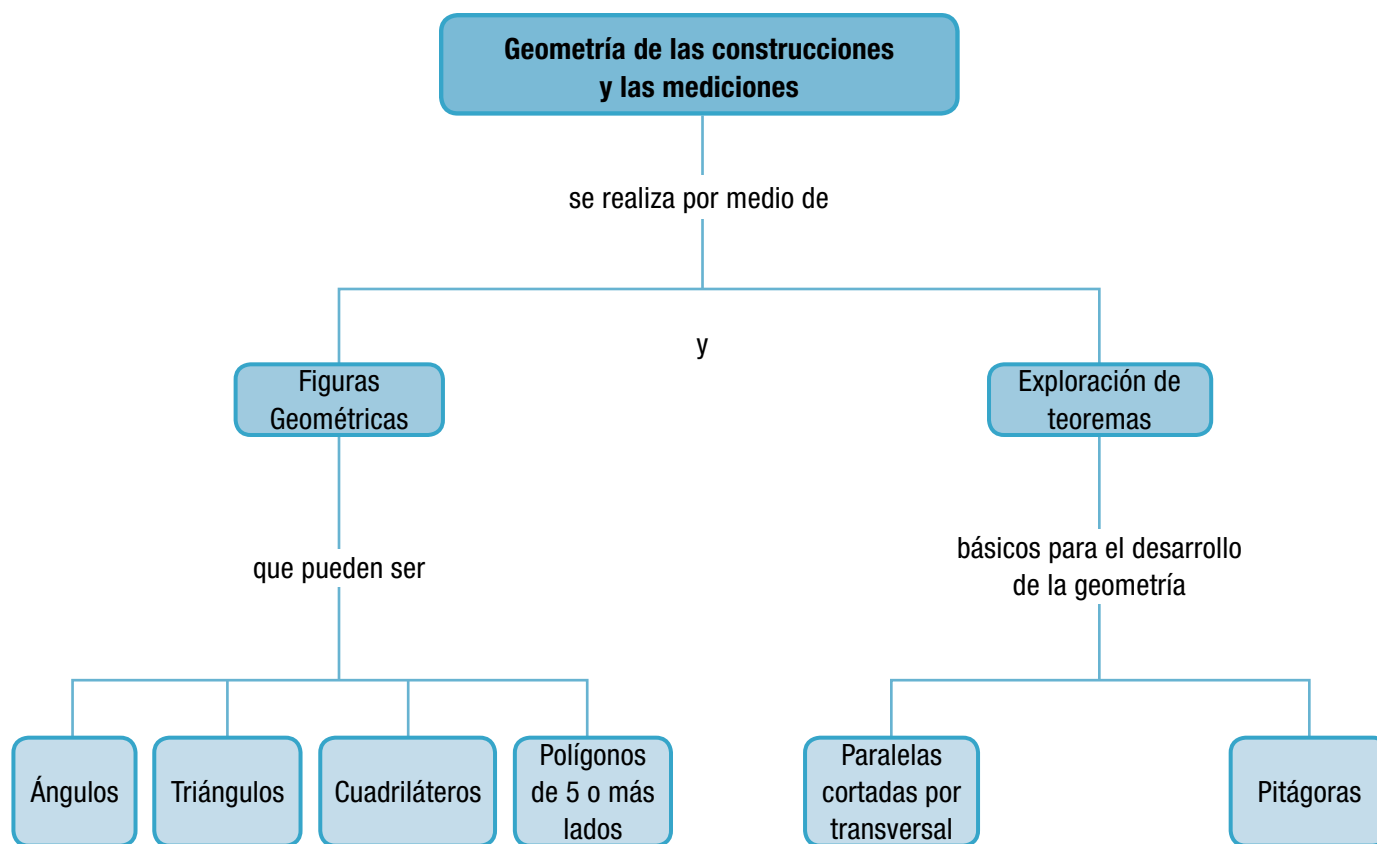 Geometría de las construcciones
y las mediciones
se realiza por medio de
y
Figuras
Geométricas
Exploración de
teoremas
que pueden ser
básicos para el desarrollo
de la geometría
Ángulos
Triángulos
Cuadriláteros
Polígonos
de 5 o más
lados
Paralelas
cortadas por
transversal
Pitágoras